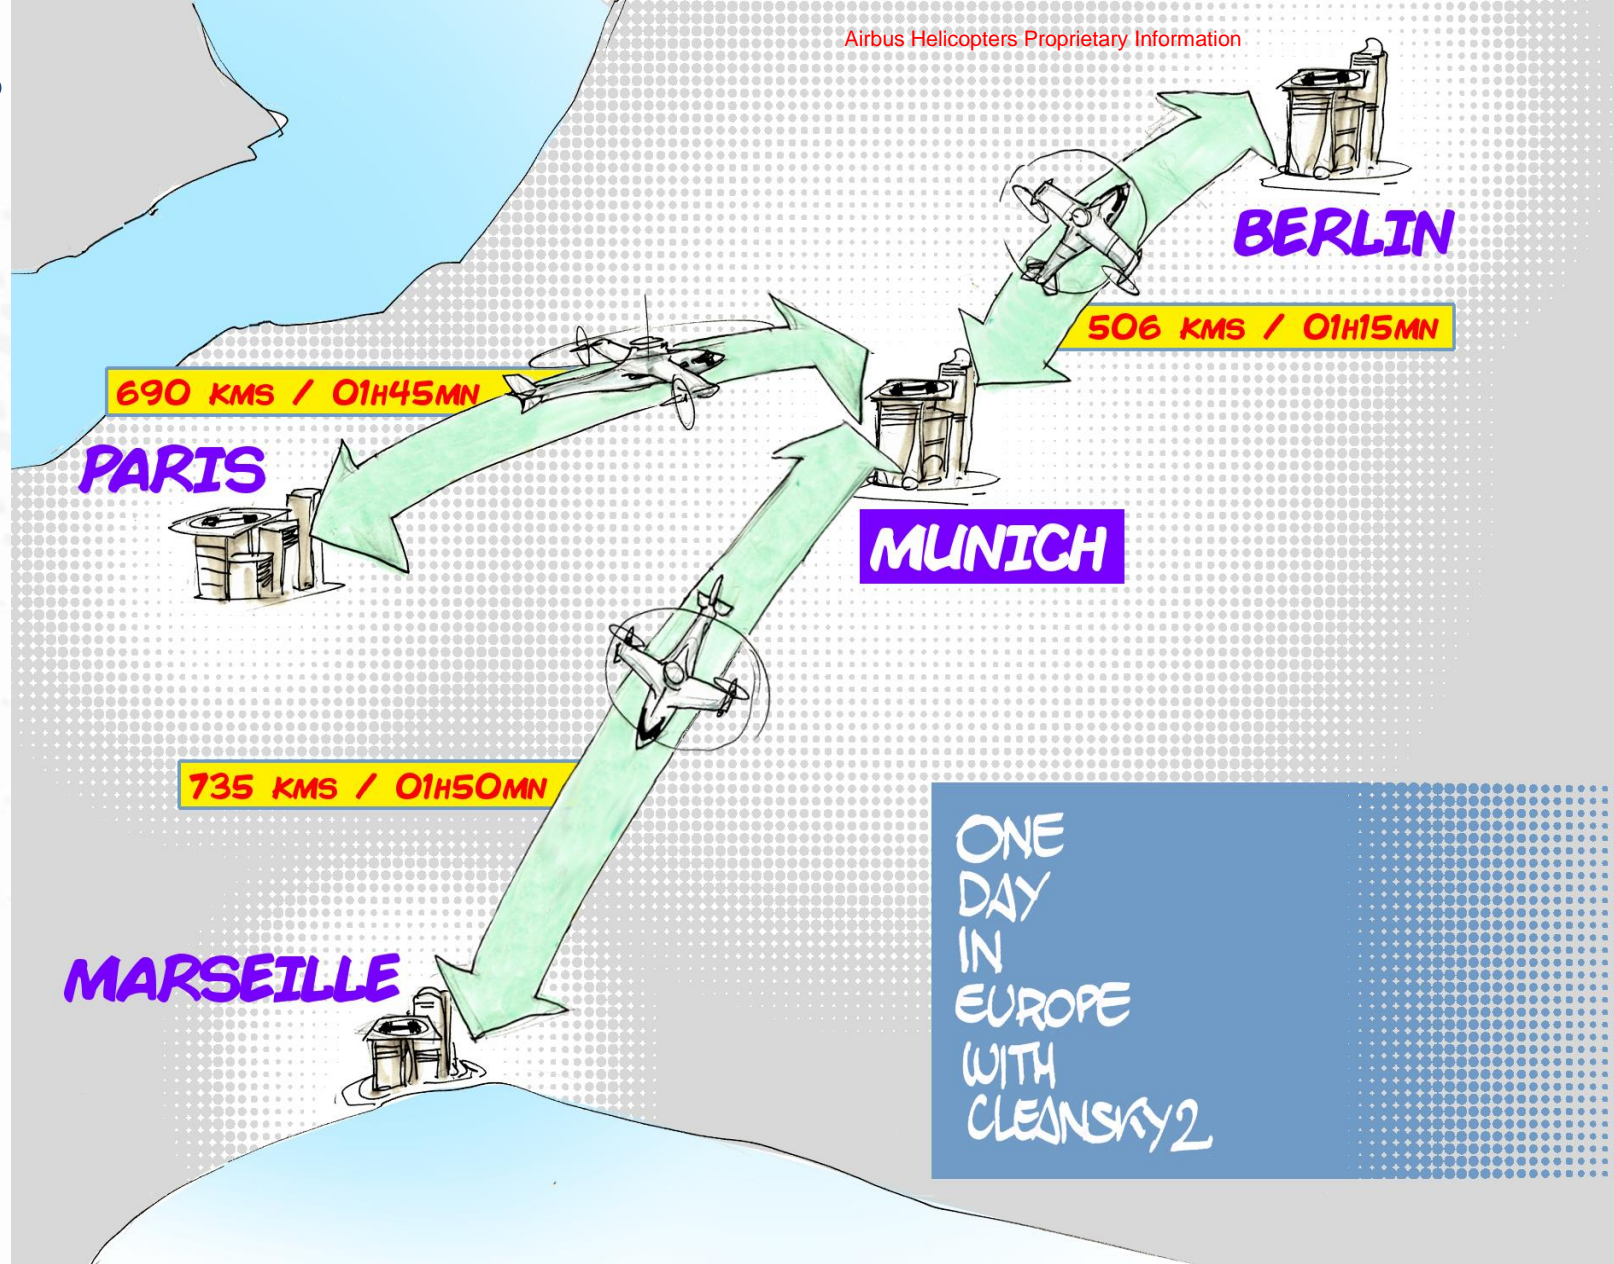 Airbus Helicopters Proprietary Information
BERLIN
506 KMS / 01H15MN
690 KMS / 01H45MN
PARIS
MUNICH
735 KMS / 01H50MN
MARSEILLE
ONE
DAY
IN
EUROPE
WITH
CLEANSKY2